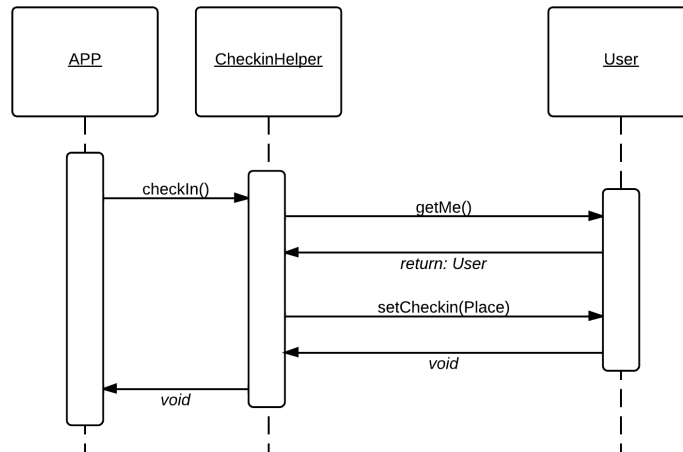 APP
CheckinHelper
User
checkIn()
getMe()
return: User
setCheckin(Place)
void
void